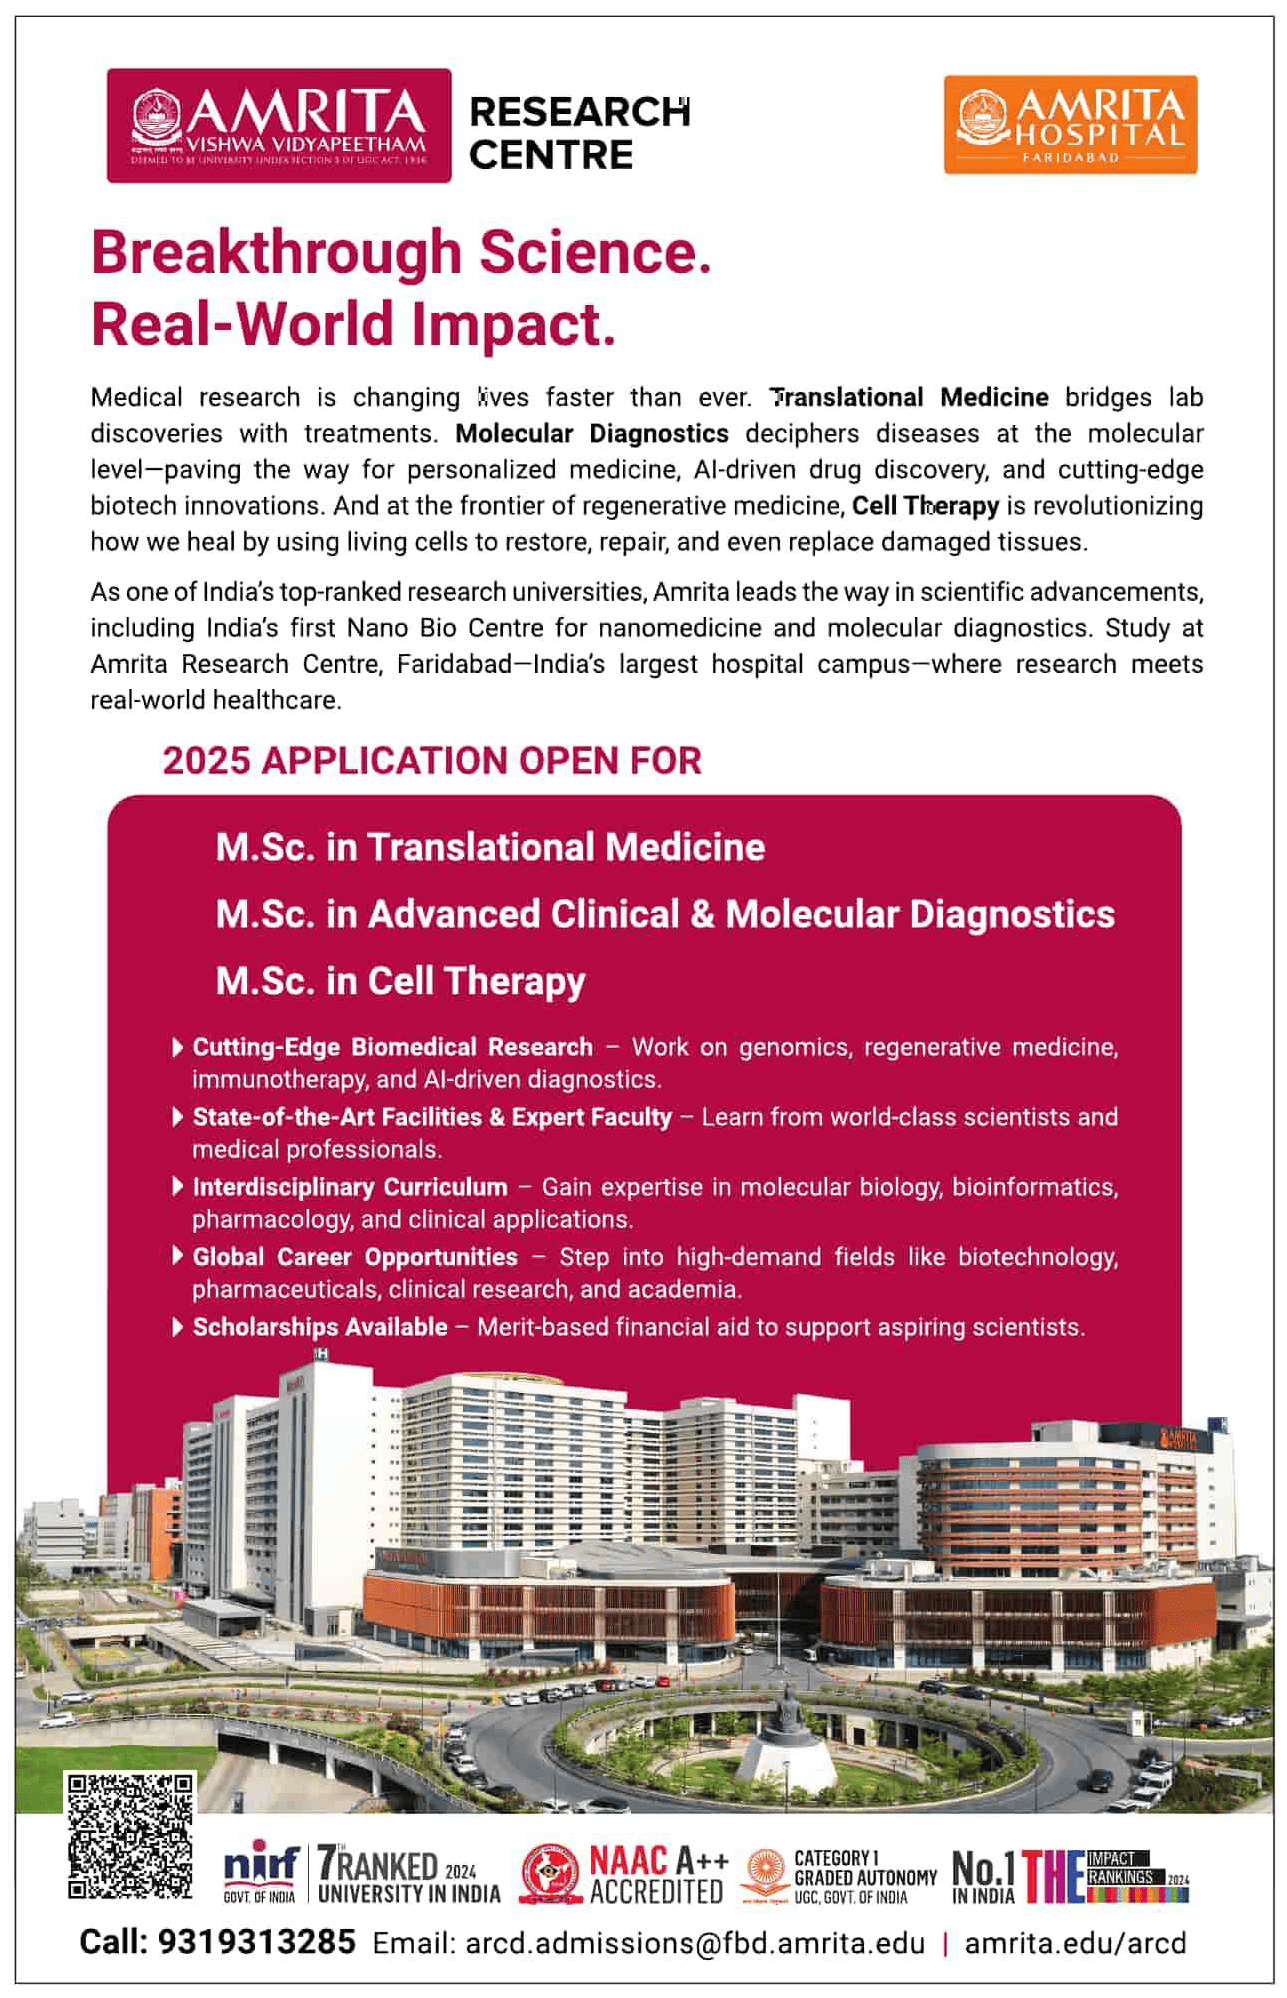 AMRITA
VISHWA VIDYAPEETHAM
DEEMED TO BE UNIVERSITY UNDER SECTION 3 OF UGC ACT, 1956
RESEARCH
CENTRE
AMRITA
HOSPITAL
FARIDABAD
Breakthrough Science.
Real-World Impact.
Medical research is changing lives faster than ever. Translational Medicine bridges lab
discoveries with treatments. Molecular Diagnostics deciphers diseases at the molecular
level—paving the way for personalized medicine, AI-driven drug discovery, and cutting-edge
biotech innovations. And at the frontier of regenerative medicine, Cell Therapy is revolutionizing
how we heal by using living cells to restore, repair, and even replace damaged tissues.
As one of India's top-ranked research universities, Amrita leads the way in scientific advancements,
including India's first Nano Bio Centre for nanomedicine and molecular diagnostics. Study at
Amrita Research Centre, Faridabad—India's largest hospital campus—where research meets
real-world healthcare.
2025 APPLICATION OPEN FOR
M.Sc. in Translational Medicine
M.Sc. in Advanced Clinical & Molecular Diagnostics
M.Sc. in Cell Therapy
Cutting-Edge Biomedical Research – Work on genomics, regenerative medicine,
immunotherapy, and AI-driven diagnostics.
State-of-the-Art Facilities & Expert Faculty – Learn from world-class scientists and
medical professionals.
Interdisciplinary Curriculum – Gain expertise in molecular biology, bioinformatics,
pharmacology, and clinical applications.
Global Career Opportunities – Step into high-demand fields like biotechnology,
pharmaceuticals, clinical research, and academia.
Scholarships Available – Merit-based financial aid to support aspiring scientists.
H
AMRITA
HOSPITAL
nirf
GOVT. OF INDIA
7TH RANKED 2024
UNIVERSITY IN INDIA
NAAC A++
ACCREDITED
CATEGORY 1
GRADED AUTONOMY
UGC, GOVT. OF INDIA
No.1
IN INDIA
THE
IMPACT
RANKINGS 2024
Call: 9319313285 Email: arcd.admissions@fbd.amrita.edu | amrita.edu/arcd